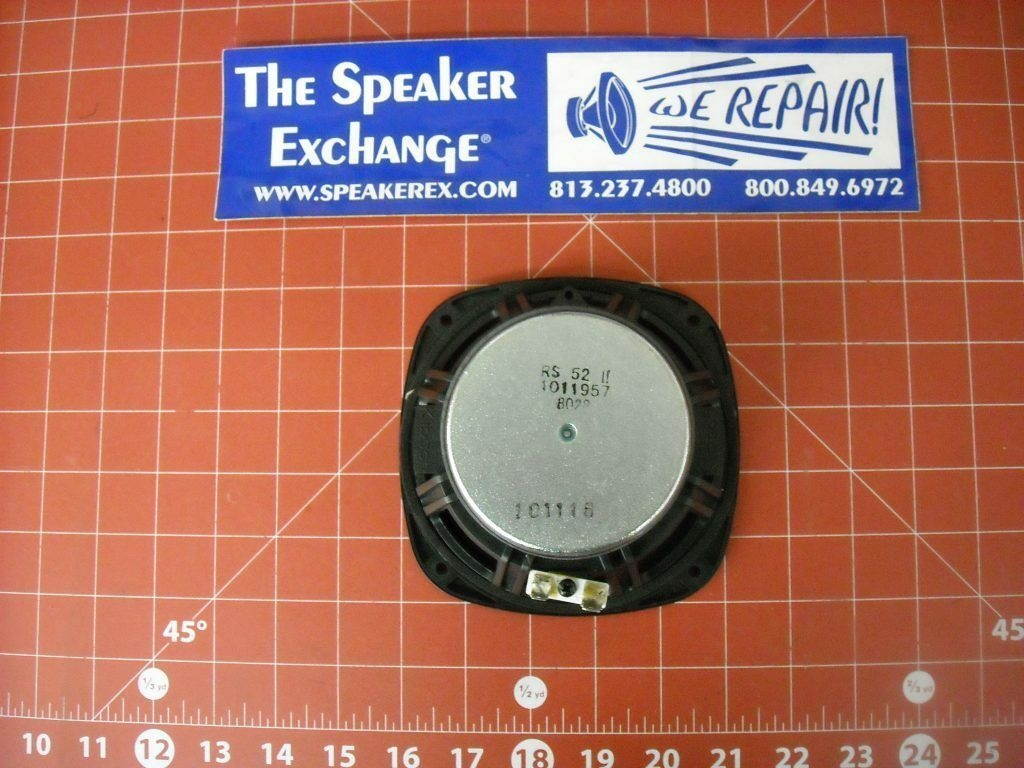 The Speaker
Exchange®
WE REPAIR!
WWW.SPEAKEREX.COM 813.237.4800 800.849.6972
RS 52 II
1011957
101116
45° 45
1/3 yd 1/2 yd 2/3 yd
10 11 12 13 14 15 16 17 18 19 20 21 22 23 24 25